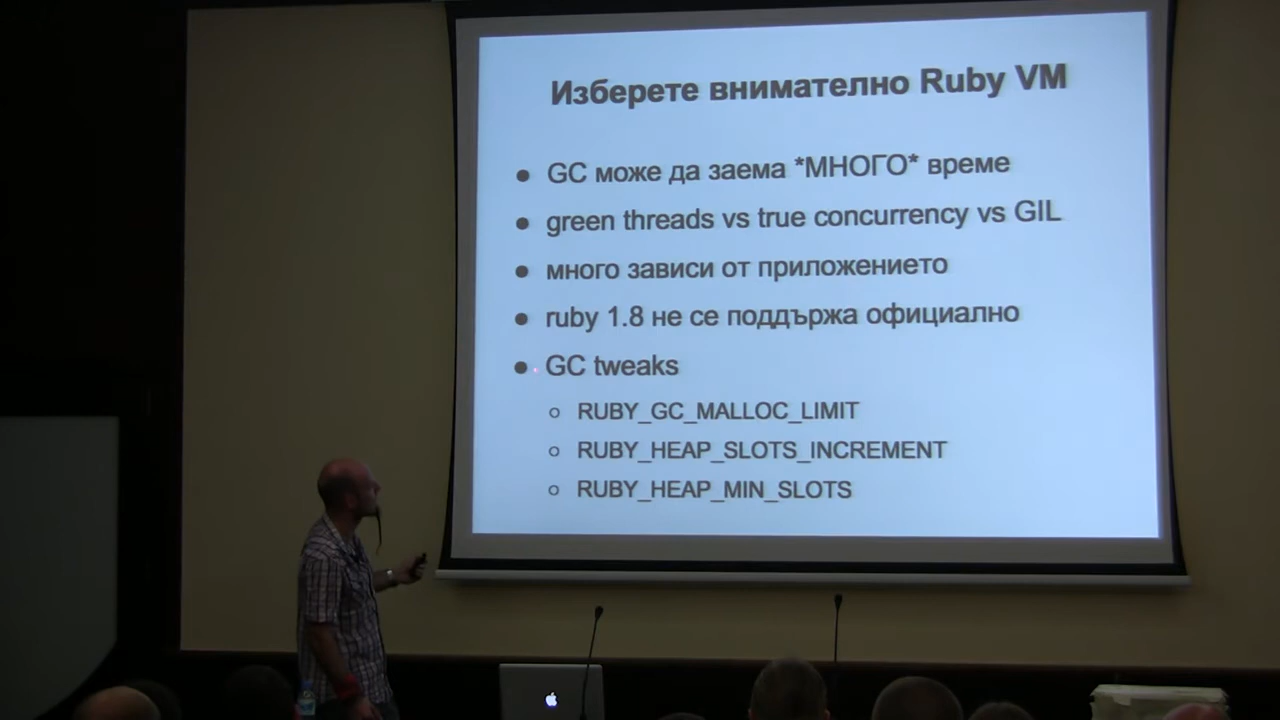 Изберете внимателно Ruby VM
● GC може да заема *МНОГО* време
● green threads vs true concurrency vs GIL
● много зависи от приложението
● ruby 1.8 не се поддържа официално
● GC tweaks
○ RUBY_GC_MALLOC_LIMIT
○ RUBY_HEAP_SLOTS_INCREMENT
○ RUBY_HEAP_MIN_SLOTS